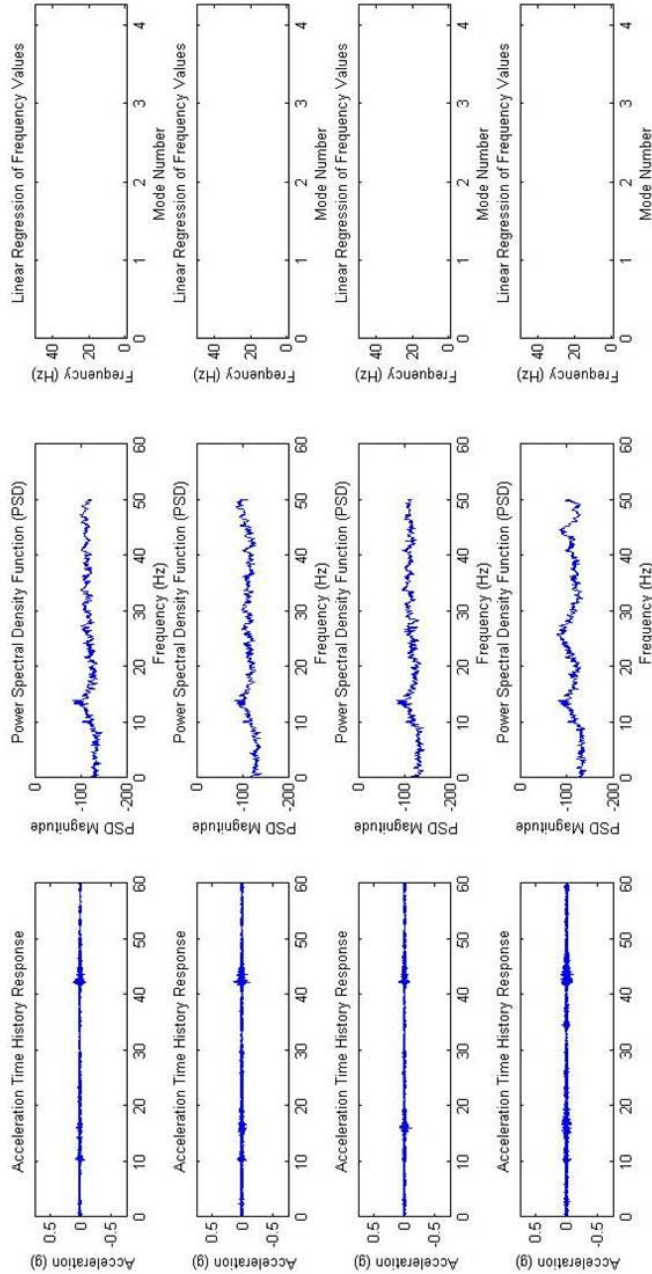 Acceleration Time History Response
Acceleration (g)
0.5
0
-0.5
0 10 20 30 40 50 60
Power Spectral Density Function (PSD)
PSD Magnitude
0
-100
-200
0 10 20 30 40 50 60
Frequency (Hz)
Linear Regression of Frequency Values
Frequency (Hz)
40
20
0
0 1 2 3 4
Mode Number
Acceleration Time History Response
Acceleration (g)
0.5
0
-0.5
0 10 20 30 40 50 60
Power Spectral Density Function (PSD)
PSD Magnitude
0
-100
-200
0 10 20 30 40 50 60
Frequency (Hz)
Linear Regression of Frequency Values
Frequency (Hz)
40
20
0
0 1 2 3 4
Mode Number
Acceleration Time History Response
Acceleration (g)
0.5
0
-0.5
0 10 20 30 40 50 60
Power Spectral Density Function (PSD)
PSD Magnitude
0
-100
-200
0 10 20 30 40 50 60
Frequency (Hz)
Linear Regression of Frequency Values
Frequency (Hz)
40
20
0
0 1 2 3 4
Mode Number
Acceleration Time History Response
Acceleration (g)
0.5
0
-0.5
0 10 20 30 40 50 60
Power Spectral Density Function (PSD)
PSD Magnitude
0
-100
-200
0 10 20 30 40 50 60
Frequency (Hz)
Linear Regression of Frequency Values
Frequency (Hz)
40
20
0
0 1 2 3 4
Mode Number